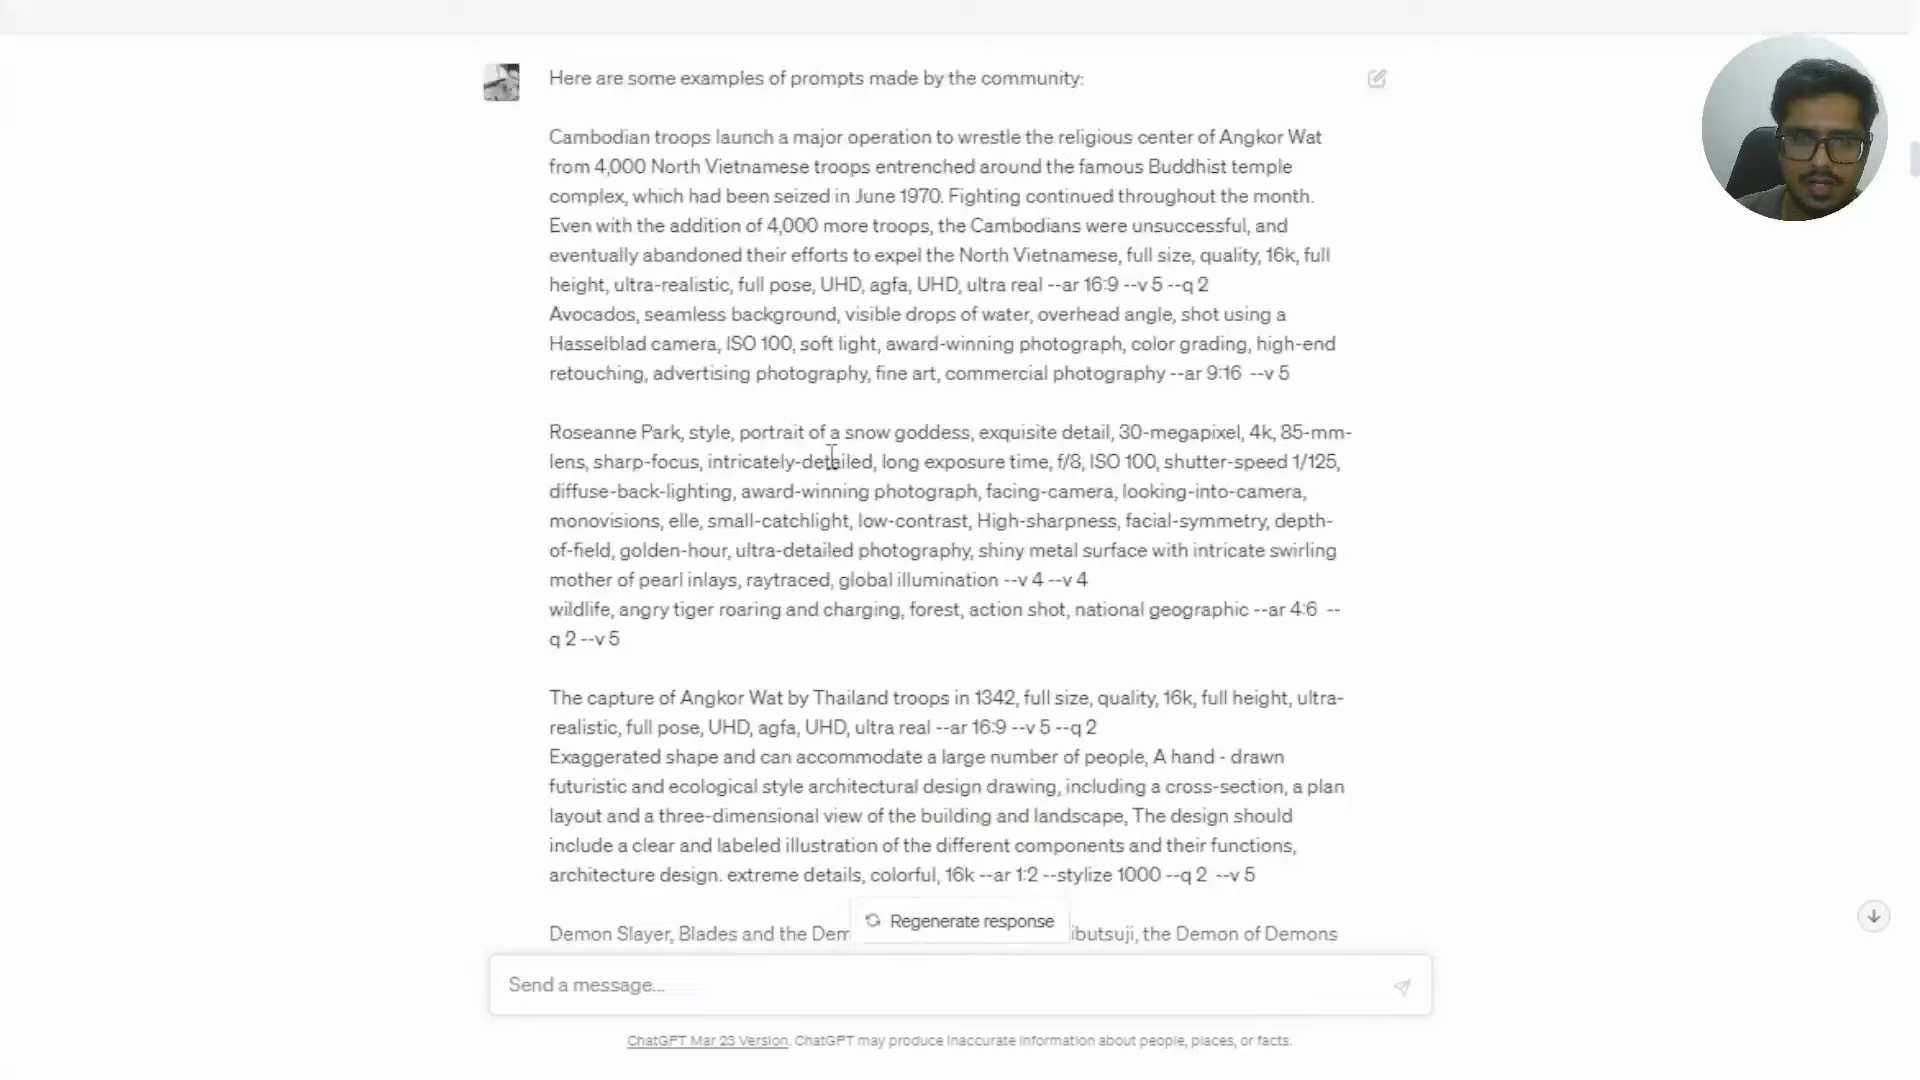 Here are some examples of prompts made by the community:
Cambodian troops launch a major operation to wrestle the religious center of Angkor Wat
from 4,000 North Vietnamese troops entrenched around the famous Buddhist temple
complex, which had been seized in June 1970. Fighting continued throughout the month.
Even with the addition of 4,000 more troops, the Cambodians were unsuccessful, and
eventually abandoned their efforts to expel the North Vietnamese, full size, quality, 16k, full
height, ultra-realistic, full pose, UHD, agfa, UHD, ultra real --ar 16:9 --v 5 --q 2
Avocados, seamless background, visible drops of water, overhead angle, shot using a
Hasselblad camera, ISO 100, soft light, award-winning photograph, color grading, high-end
retouching, advertising photography, fine art, commercial photography --ar 9:16  --v 5
Roseanne Park, style, portrait of a snow goddess, exquisite detail, 30-megapixel, 4k, 85-mm-
lens, sharp-focus, intricately-detailed, long exposure time, f/8, ISO 100, shutter-speed 1/125,
diffuse-back-lighting, award-winning photograph, facing-camera, looking-into-camera,
monovisions, elle, small-catchlight, low-contrast, High-sharpness, facial-symmetry, depth-
of-field, golden-hour, ultra-detailed photography, shiny metal surface with intricate swirling
mother of pearl inlays, raytraced, global illumination --v 4 --v 4
wildlife, angry tiger roaring and charging, forest, action shot, national geographic --ar 4:6  --
q 2 --v 5
The capture of Angkor Wat by Thailand troops in 1342, full size, quality, 16k, full height, ultra-
realistic, full pose, UHD, agfa, UHD, ultra real --ar 16:9 --v 5 --q 2
Exaggerated shape and can accommodate a large number of people, A hand - drawn
futuristic and ecological style architectural design drawing, including a cross-section, a plan
layout and a three-dimensional view of the building and landscape, The design should
include a clear and labeled illustration of the different components and their functions,
architecture design. extreme details, colorful, 16k --ar 1:2 --stylize 1000 --q 2  --v 5
Regenerate response
Demon Slayer, Blades and the Dem ibutsuji, the Demon of Demons
Send a message...
ChatGPT Mar 23 Version. ChatGPT may produce inaccurate information about people, places, or facts.